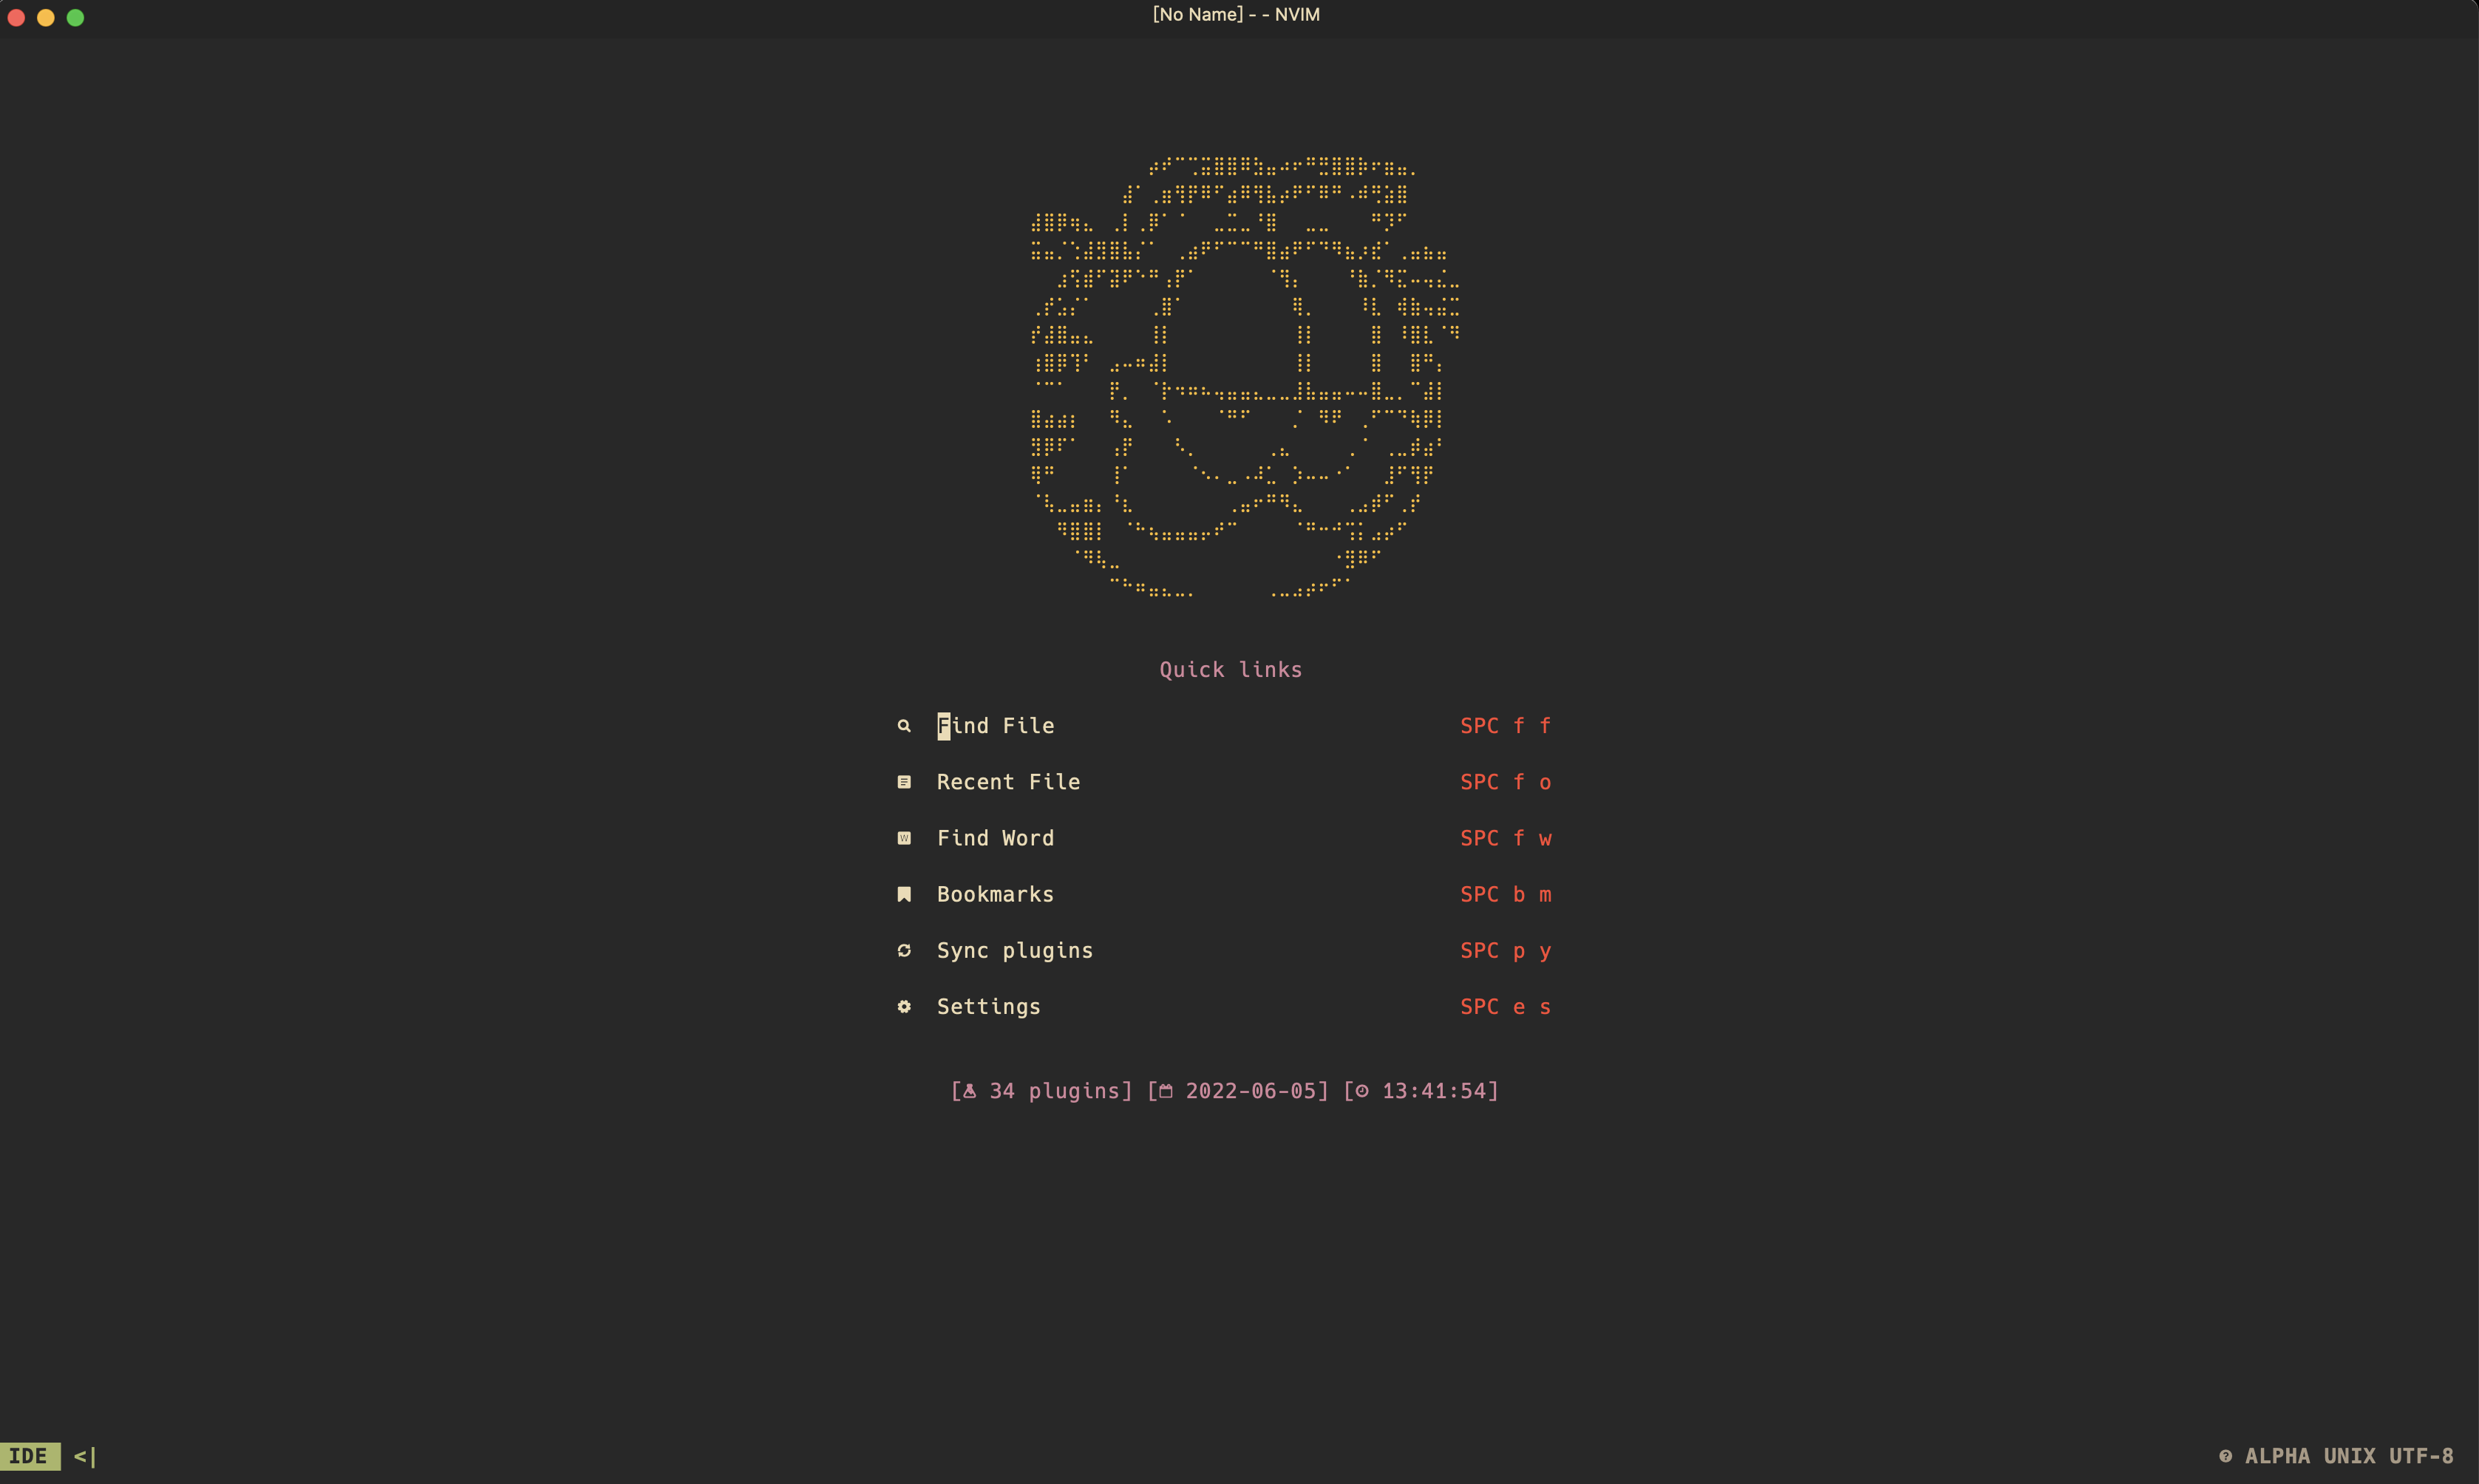 [No Name] - - NVIM
Quick links
Find File SPC f f
Recent File SPC f o
Find Word SPC f w
Bookmarks SPC b m
Sync plugins SPC p y
Settings SPC e s
[34 plugins] [2022-06-05] [13:41:54]
IDE <| ALPHA UNIX UTF-8